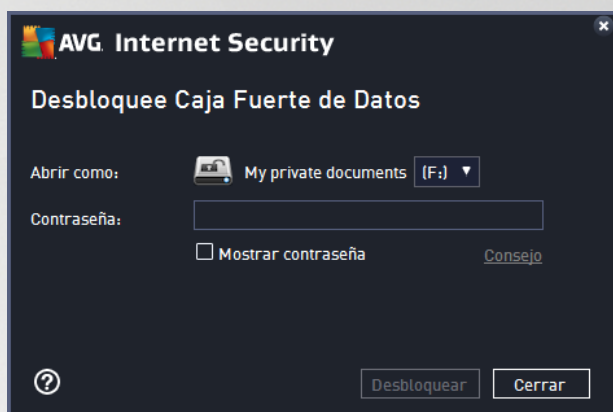 AVG Internet Security
Desbloquee Caja Fuerte de Datos
Abrir como: My private documents (F:)
Contraseña:
Mostrar contraseña Consejo
Desbloquear Cerrar